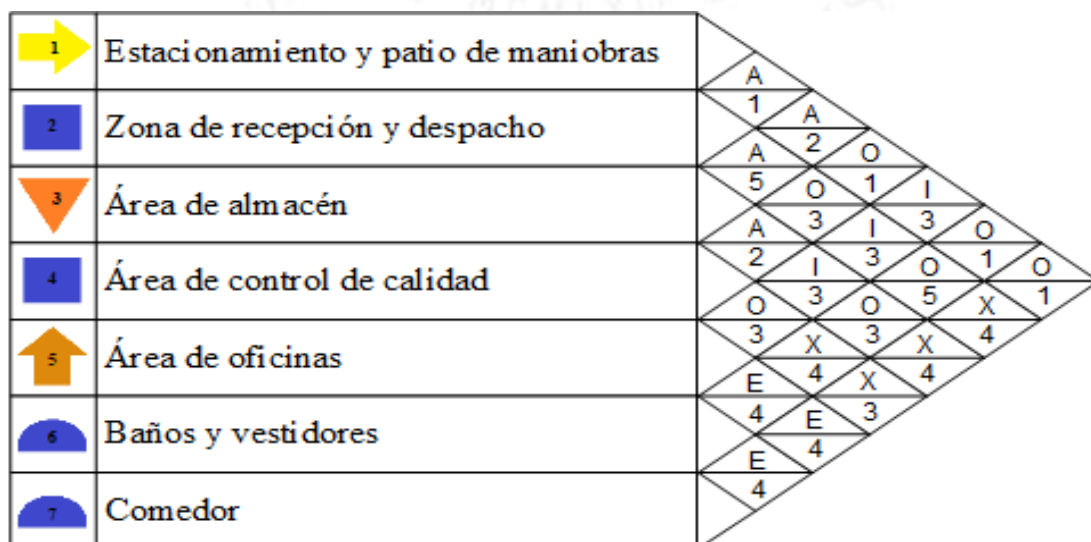 1 Estacionamiento y patio de maniobras
A
1
A
2 Zona de recepción y despacho
2
A O
5 O 1 I
3 Área de almacén
3 3
A I O
2 3 1
I O O
4 Área de control de calidad
3 5 1
O O X
3 3 4
X X
5 Área de oficinas
4 4
E X
4 3
E
6 Baños y vestidores
4
E
4
7 Comedor